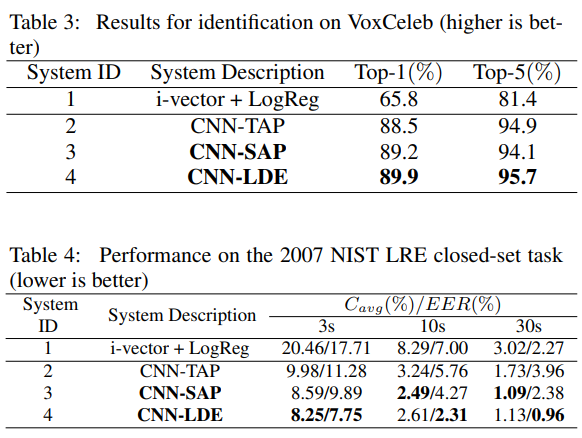 Table 3: Results for identification on VoxCeleb (higher is bet-
ter)
System ID System Description Top-1(%) Top-5(%)
1 i-vector + LogReg 65.8 81.4
2 CNN-TAP 88.5 94.9
3 CNN-SAP 89.2 94.1
4 CNN-LDE 89.9 95.7
Table 4: Performance on the 2007 NIST LRE closed-set task
(lower is better)
System ID System Description Cavg(%)/EER(%)
3s 10s 30s
1 i-vector + LogReg 20.46/17.71 8.29/7.00 3.02/2.27
2 CNN-TAP 9.98/11.28 3.24/5.76 1.73/3.96
3 CNN-SAP 8.59/9.89 2.49/4.27 1.09/2.38
4 CNN-LDE 8.25/7.75 2.61/2.31 1.13/0.96